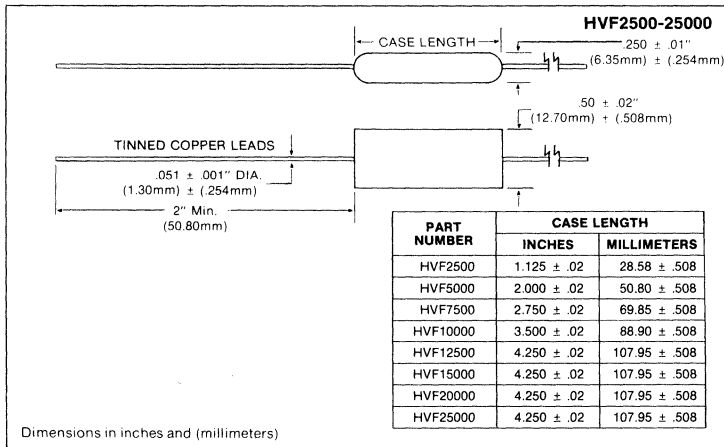 HVF2500-25000
CASE LENGTH
.250 ± .01"
(6.35mm) ± (.254mm)
.50 ± .02"
(12.70mm) ± (.508mm)
TINNED COPPER LEADS
.051 ± .001" DIA.
(1.30mm) ± (.254mm)
2" Min.
(50.80mm)
PART NUMBER CASE LENGTH
INCHES MILLIMETERS
HVF2500 1.125 ± .02 28.58 ± .508
HVF5000 2.000 ± .02 50.80 ± .508
HVF7500 2.750 ± .02 69.85 ± .508
HVF10000 3.500 ± .02 88.90 ± .508
HVF12500 4.250 ± .02 107.95 ± .508
HVF15000 4.250 ± .02 107.95 ± .508
HVF20000 4.250 ± .02 107.95 ± .508
HVF25000 4.250 ± .02 107.95 ± .508
Dimensions in inches and (millimeters)